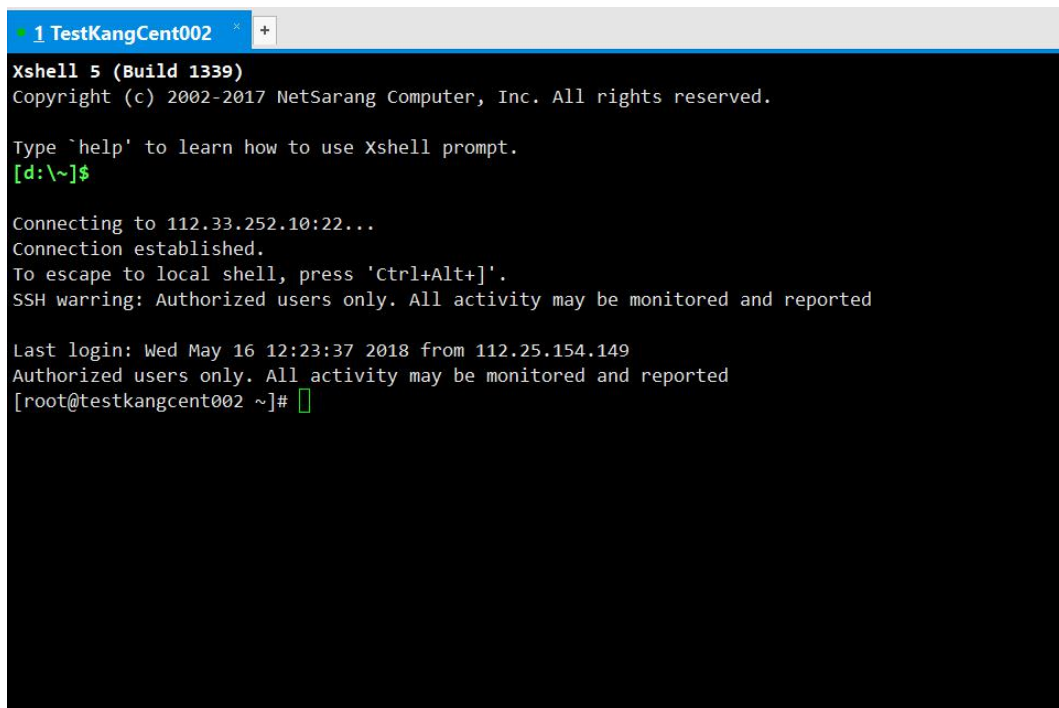 1 TestKangCent002 × +
Xshell 5 (Build 1339)
Copyright (c) 2002-2017 NetSarang Computer, Inc. All rights reserved.
Type `help' to learn how to use Xshell prompt.
[d:\~]$
Connecting to 112.33.252.10:22...
Connection established.
To escape to local shell, press 'Ctrl+Alt+]'.
SSH warring: Authorized users only. All activity may be monitored and reported
Last login: Wed May 16 12:23:37 2018 from 112.25.154.149
Authorized users only. All activity may be monitored and reported
[root@testkangcent002 ~]#